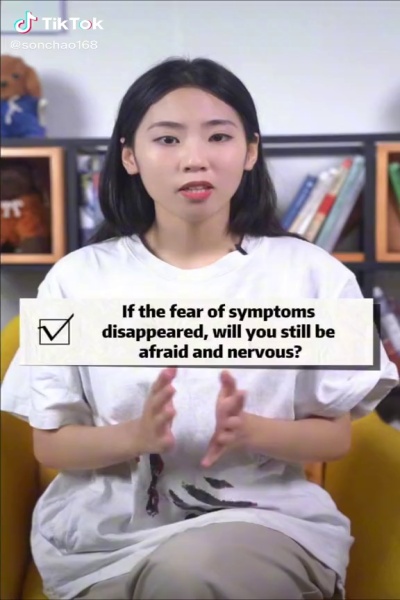 TikTok
@sonchao168
If the fear of symptoms
disappeared, will you still be
afraid and nervous?